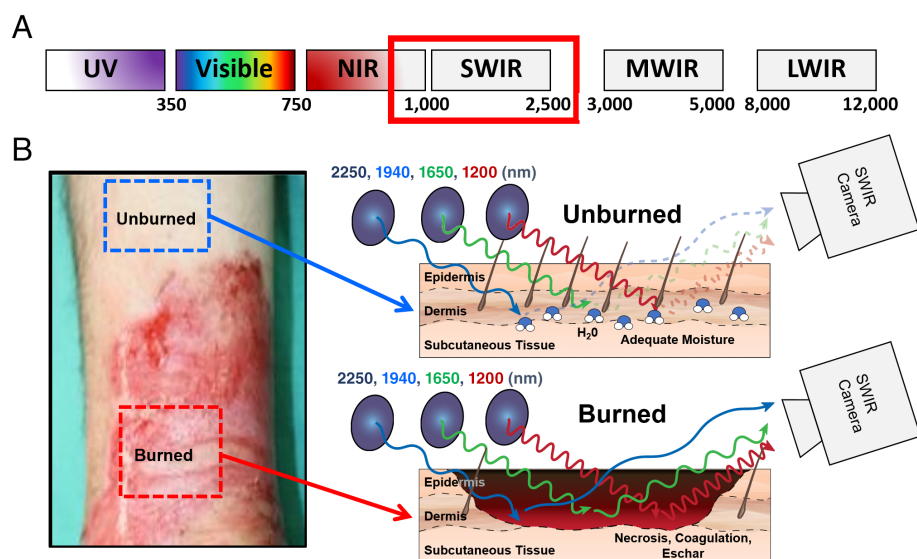 A
UV
Visible
NIR
SWIR
MWIR
LWIR
350
750
1,000
2,500
3,000
5,000
8,000
12,000
B
Unburned
Burned
2250, 1940, 1650, 1200 (nm)
Unburned
SWIR
Camera
Epidermis
Dermis
H20
Adequate Moisture
Subcutaneous Tissue
2250, 1940, 1650, 1200 (nm)
Burned
SWIR
Camera
Epidermis
Dermis
Necrosis, Coagulation,
Eschar
Subcutaneous Tissue